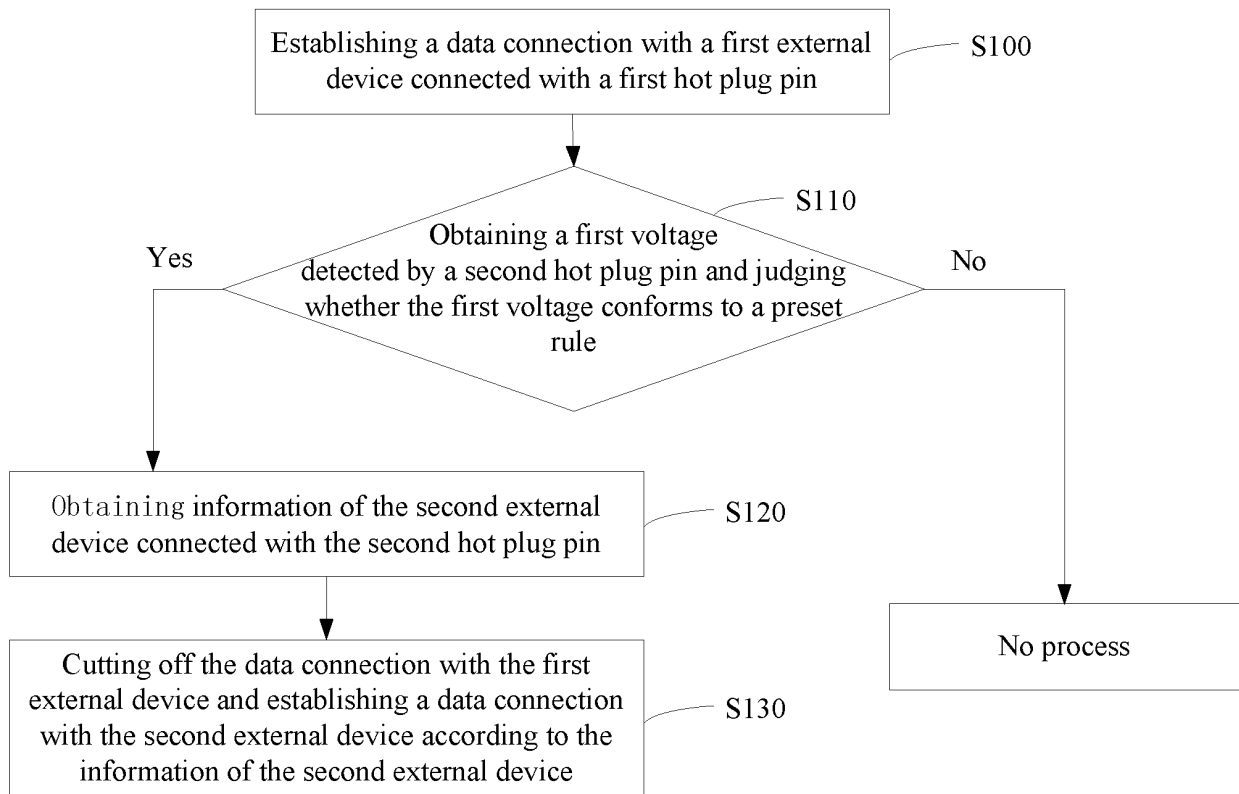 Establishing a data connection with a first external
device connected with a first hot plug pin
S100
S110
Obtaining a first voltage
detected by a second hot plug pin and judging
whether the first voltage conforms to a preset
rule
Yes
No
Obtaining information of the second external
device connected with the second hot plug pin
S120
No process
Cutting off the data connection with the first
external device and establishing a data connection
with the second external device according to the
information of the second external device
S130